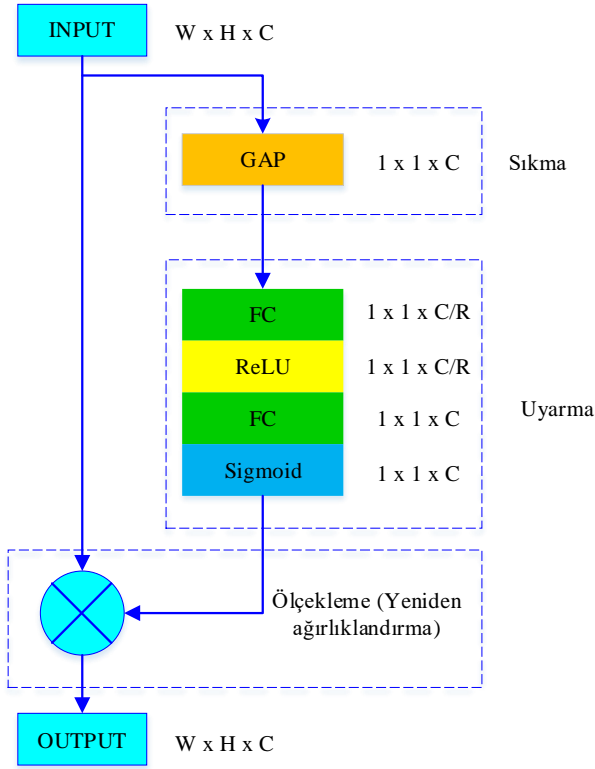 INPUT W x H x C
GAP 1 x 1 x C Sıkma
FC 1 x 1 x C/R
ReLU 1 x 1 x C/R
Uyarma
FC 1 x 1 x C
Sigmoid 1 x 1 x C
Ölçekleme (Yeniden
ağırlıklandırma)
OUTPUT W x H x C